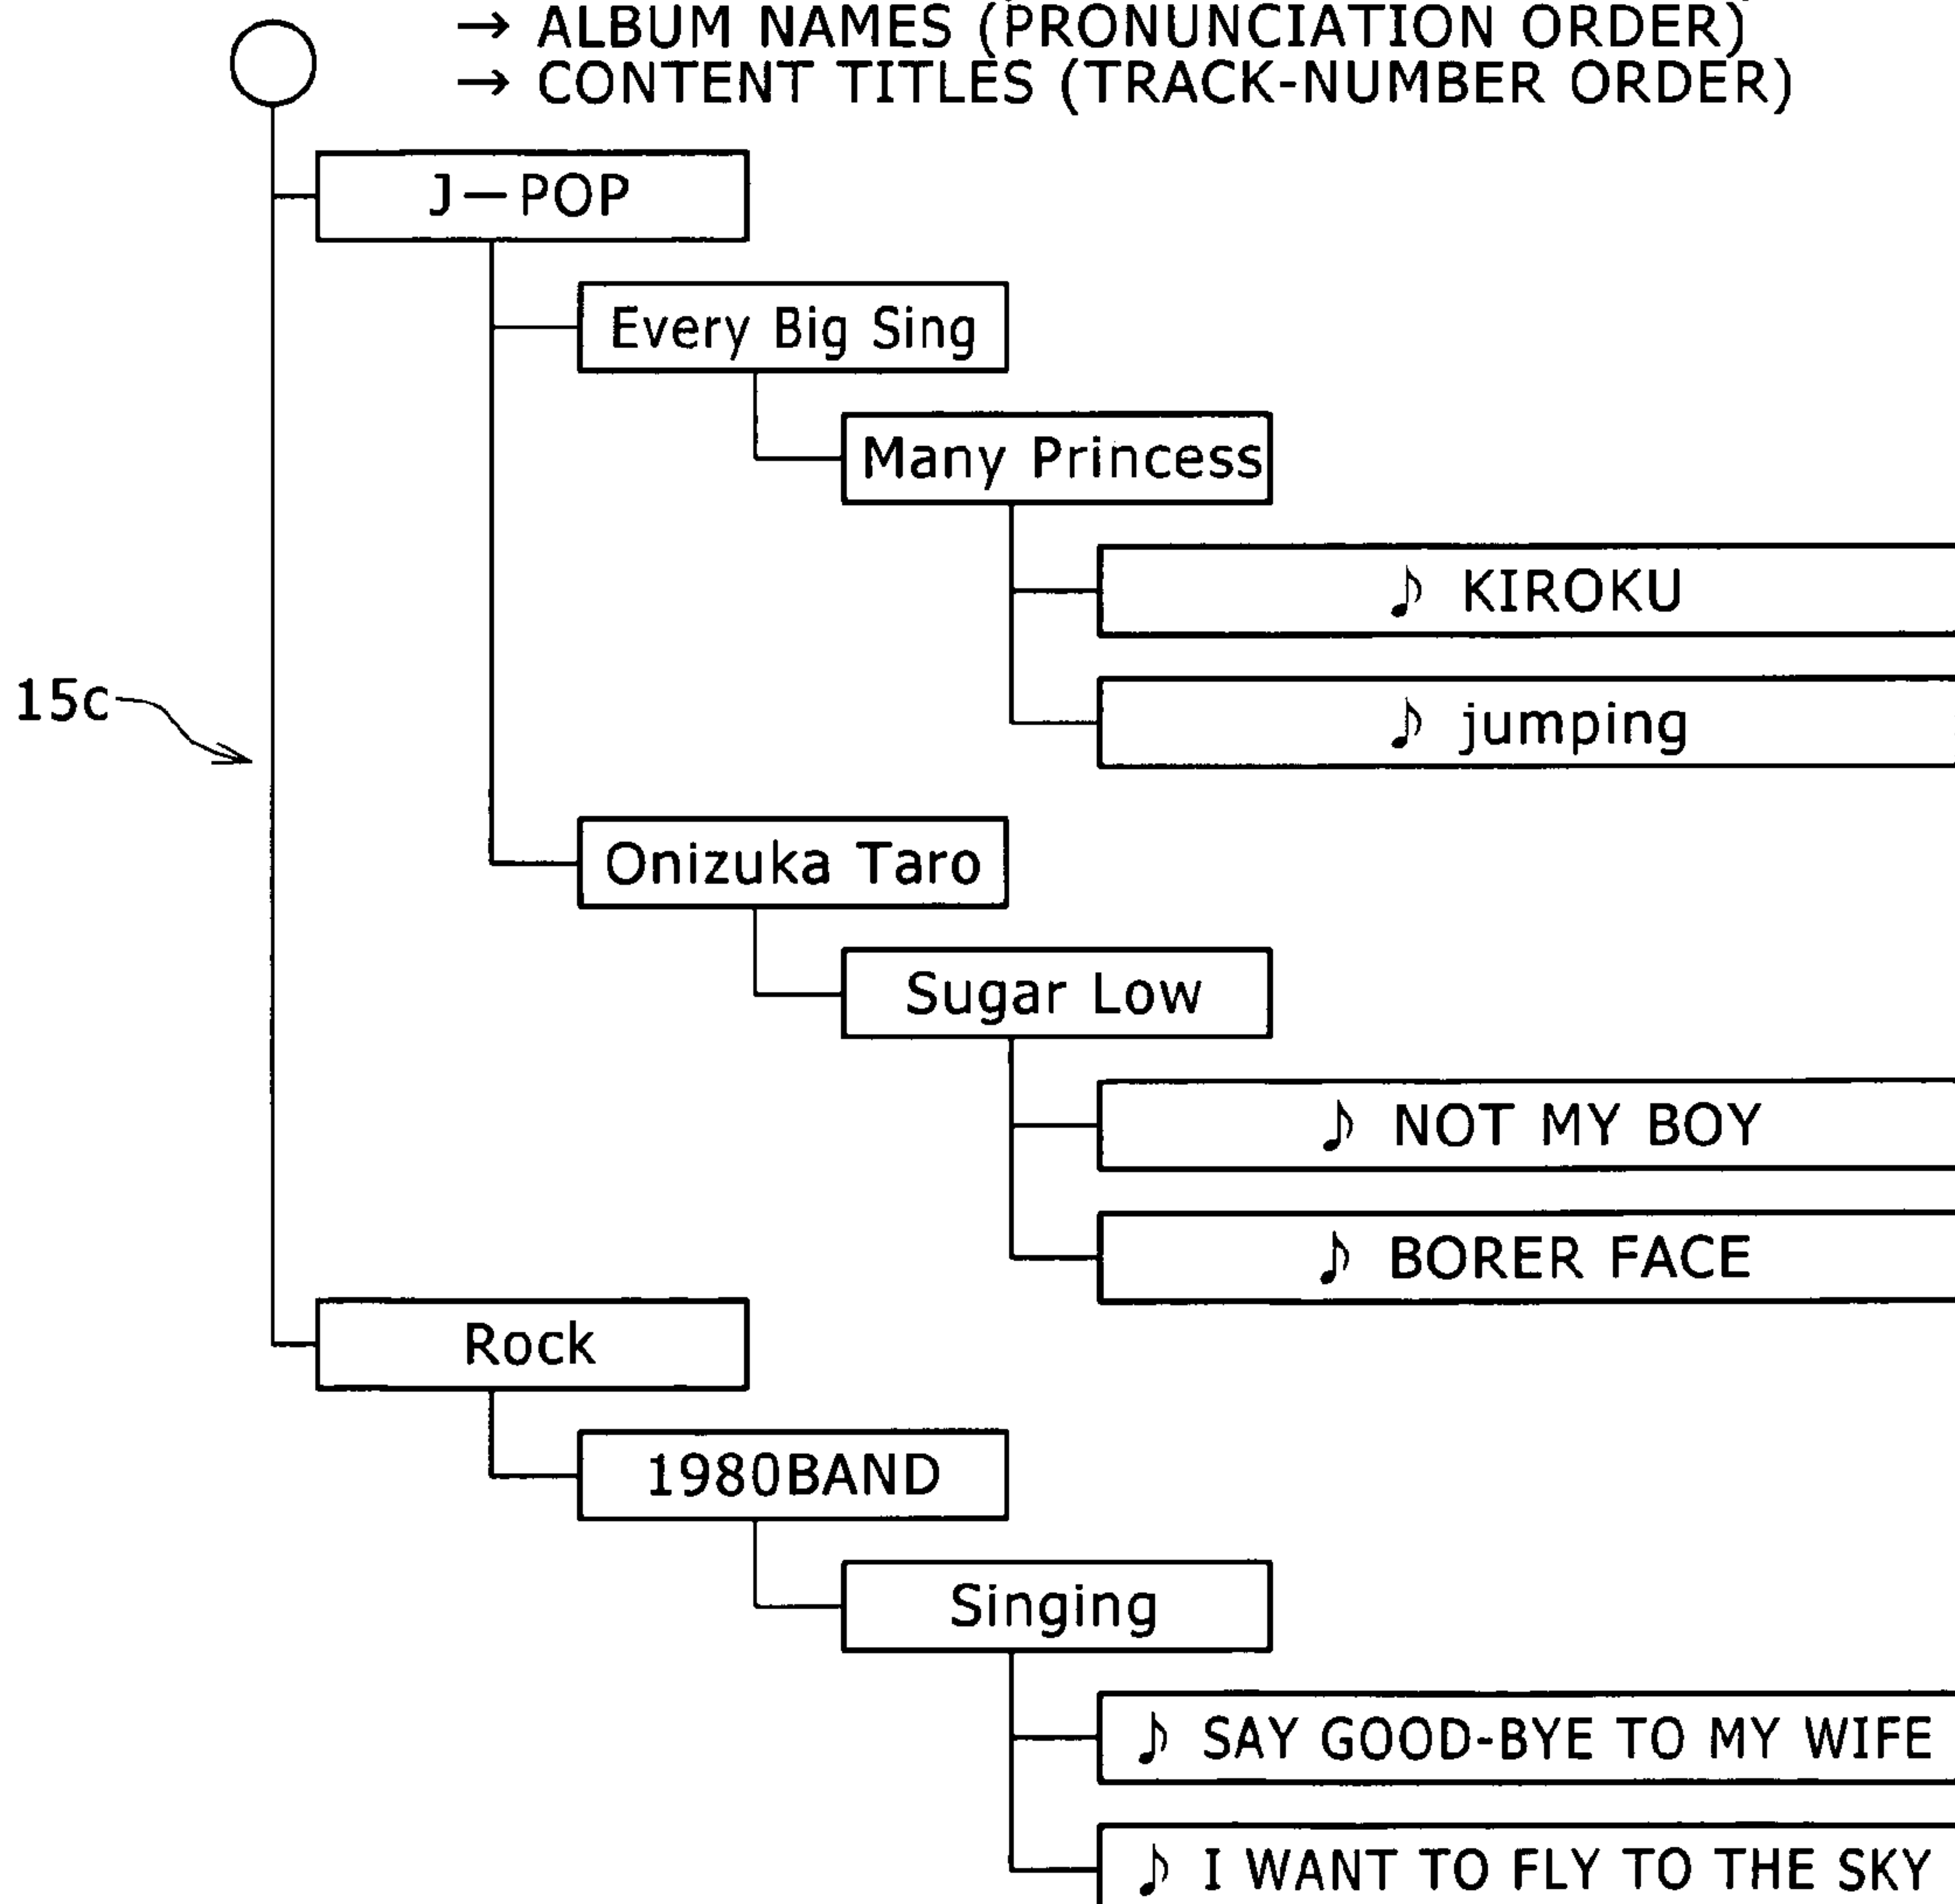 → ALBUM NAMES (PRONUNCIATION ORDER)
→ CONTENT TITLES (TRACK-NUMBER ORDER)
J—POP
Every Big Sing
Many Princess
♪ KIROKU
15c
♪ jumping
Onizuka Taro
Sugar Low
♪ NOT MY BOY
♪ BORER FACE
Rock
1980BAND
Singing
♪ SAY GOOD-BYE TO MY WIFE
♪ I WANT TO FLY TO THE SKY